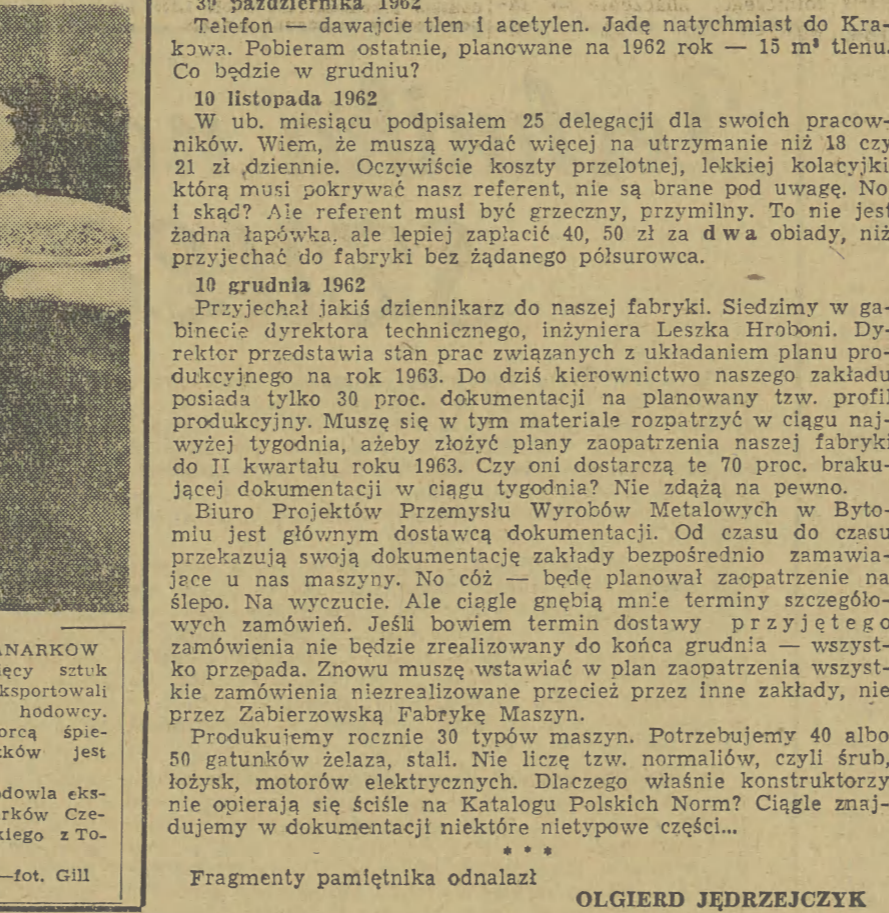 30 października 1962
Telefon — dawajcie tlen i acetylen. Jadę natychmiast do Kra-
kowa. Pobieram ostatnie, planowane na 1962 rok — 15 m³ tlenu.
Co będzie w grudniu?
10 listopada 1962
W ub. miesiącu podpisałem 25 delegacji dla swoich pracow-
ników. Wiem, że muszą wydać więcej na utrzymanie niż 18 czy
21 zł dziennie. Oczywiście koszty przelotnej, lekkiej kolacyjki
którą musi pokrywać nasz referent, nie są brane pod uwagę. No
i skąd? Ale referent musi być grzeczny, przymilny. To nie jest
żadna łapówka, ale lepiej zapłacić 40, 50 zł za dwa obiady, niż
przyjechać do fabryki bez żądanego półsurowca.
10 grudnia 1962
Przyjechał jakiś dziennikarz do naszej fabryki. Siedzimy w ga-
binecie dyrektora technicznego, inżyniera Leszka Hroboni. Dy-
rektor przedstawia stan prac związanych z układaniem planu pro-
dukcyjnego na rok 1963. Do dziś kierownictwo naszego zakładu
posiada tylko 30 proc. dokumentacji na planowany tzw. profil
produkcyjny. Muszę się w tym materiale rozpatrzyć w ciągu naj-
wyżej tygodnia, ażeby złożyć plany zaopatrzenia naszej fabryki
do II kwartału roku 1963. Czy oni dostarczą te 70 proc. braku-
jącej dokumentacji w ciągu tygodnia? Nie zdążą na pewno.
Biuro Projektów Przemysłu Wyrobów Metalowych w Byto-
miu jest głównym dostawcą dokumentacji. Od czasu do czasu
przekazują swoją dokumentację zakłady bezpośrednio zamawia-
jące u nas maszyny. No cóż — będę planował zaopatrzenie na
ślepo. Na wyczucie. Ale ciągle gnębią mnie terminy szczegóło-
wych zamówień. Jeśli bowiem termin dostawy przyjętego
zamówienia nie będzie zrealizowany do końca grudnia — wszyst-
ko przepada. Znowu muszę wstawiać w plan zaopatrzenia wszyst-
kie zamówienia niezrealizowane przecież przez inne zakłady, nie
przez Zabierzowską Fabrykę Maszyn.
Produkujemy rocznie 30 typów maszyn. Potrzebujemy 40 albo
50 gatunków żelaza, stali. Nie liczę tzw. normaliów, czyli śrub,
łożysk, motorów elektrycznych. Dlaczego właśnie konstruktorzy
nie opierają się ściśle na Katalogu Polskich Norm? Ciągle znaj-
dujemy w dokumentacji niektóre nietypowe części...
* * *
Fragmenty pamiętnika odnalazł
OLGIERD JĘDRZEJCZYK
ANARKÓW
ięcy sztuk
ksportowali
hodowcy.
orcą śpie-
ków jest
odowla eks-
rków Cze-
kiego z To-
—fot. Gill